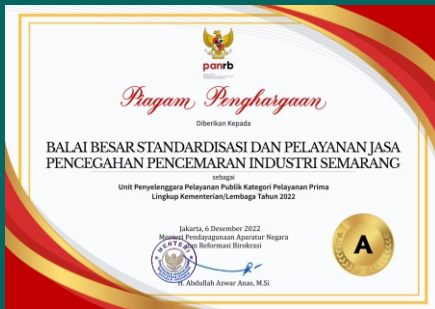 panrb
Piagam Penghargaan
Diberikan Kepada
BALAI BESAR STANDARDISASI DAN PELAYANAN JASA
PENCEGAHAN PENCEMARAN INDUSTRI SEMARANG
sebagai
Unit Penyelenggara Pelayanan Publik Kategori Pelayanan Prima
Lingkup Kementerian/Lembaga Tahun 2022
Jakarta, 6 Desember 2022
Menteri Pendayagunaan Aparatur Negara
dan Reformasi Birokrasi
MENTERI
A
H. Abdullah Azwar Anas, M.Si